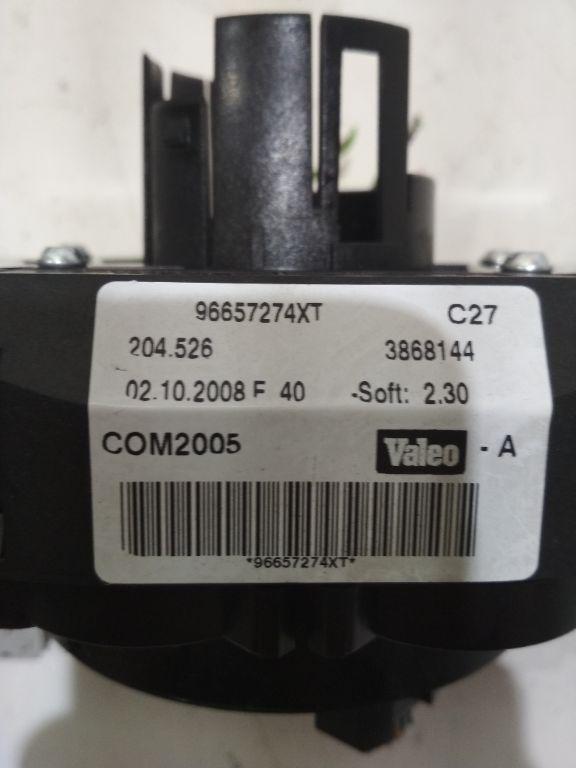 96657274XT C27
204.526 3868144
02.10.2008 F 40 -Soft: 2.30
COM2005 Valeo - A
*96657274XT*